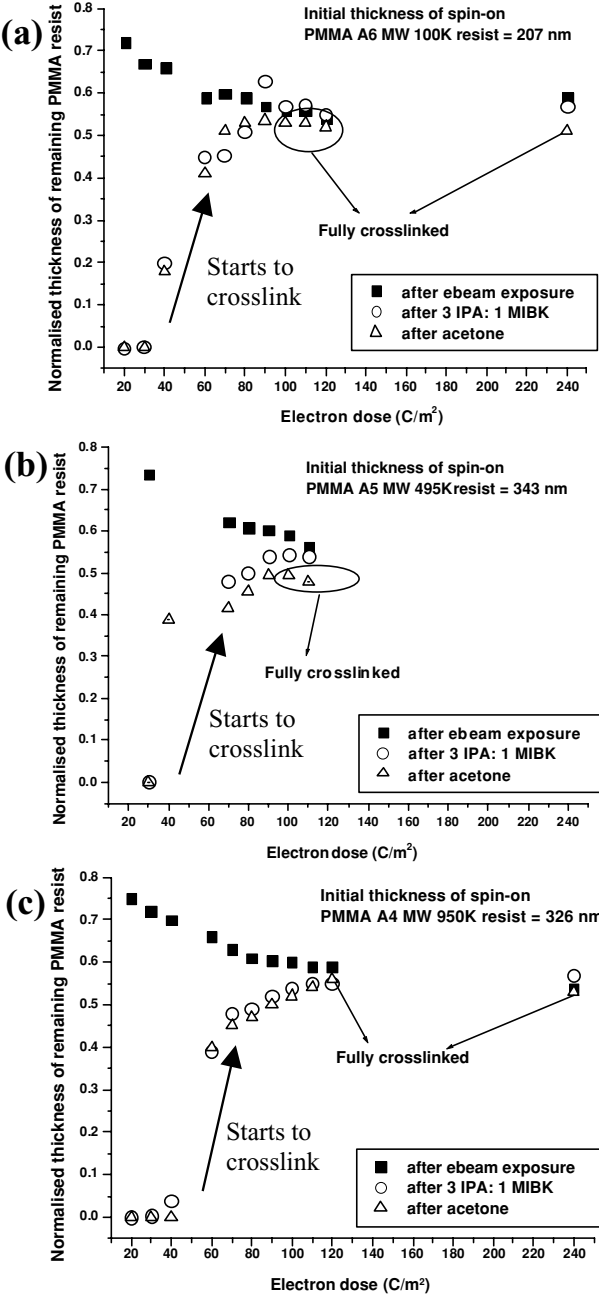 (a)
Initial thickness of spin-on
PMMA A6 MW 100K resist = 207 nm
Normalised thickness of remaining PMMA resist
0.8
0.7
0.6
0.5
0.4
0.3
0.2
0.1
0.0
Fully crosslinked
Starts to
crosslink
after ebeam exposure
after 3 IPA: 1 MIBK
after acetone
20 40 60 80 100 120 140 160 180 200 220 240
Electron dose (C/m²)
(b)
Initial thickness of spin-on
PMMA A5 MW 495K resist = 343 nm
Normalised thickness of remaining PMMA resist
0.8
0.7
0.6
0.5
0.4
0.3
0.2
0.1
0.0
Fully crosslinked
Starts to
crosslink
after ebeam exposure
after 3 IPA: 1 MIBK
after acetone
20 40 60 80 100 120 140 160 180 200 220 240
Electron dose (C/m²)
(c)
Initial thickness of spin-on
PMMA A4 MW 950K resist = 326 nm
Normalised thickness of remaining PMMA resist
0.8
0.7
0.6
0.5
0.4
0.3
0.2
0.1
0.0
Fully crosslinked
Starts to
crosslink
after ebeam exposure
after 3 IPA: 1 MIBK
after acetone
20 40 60 80 100 120 140 160 180 200 220 240
Electron dose (C/m²)